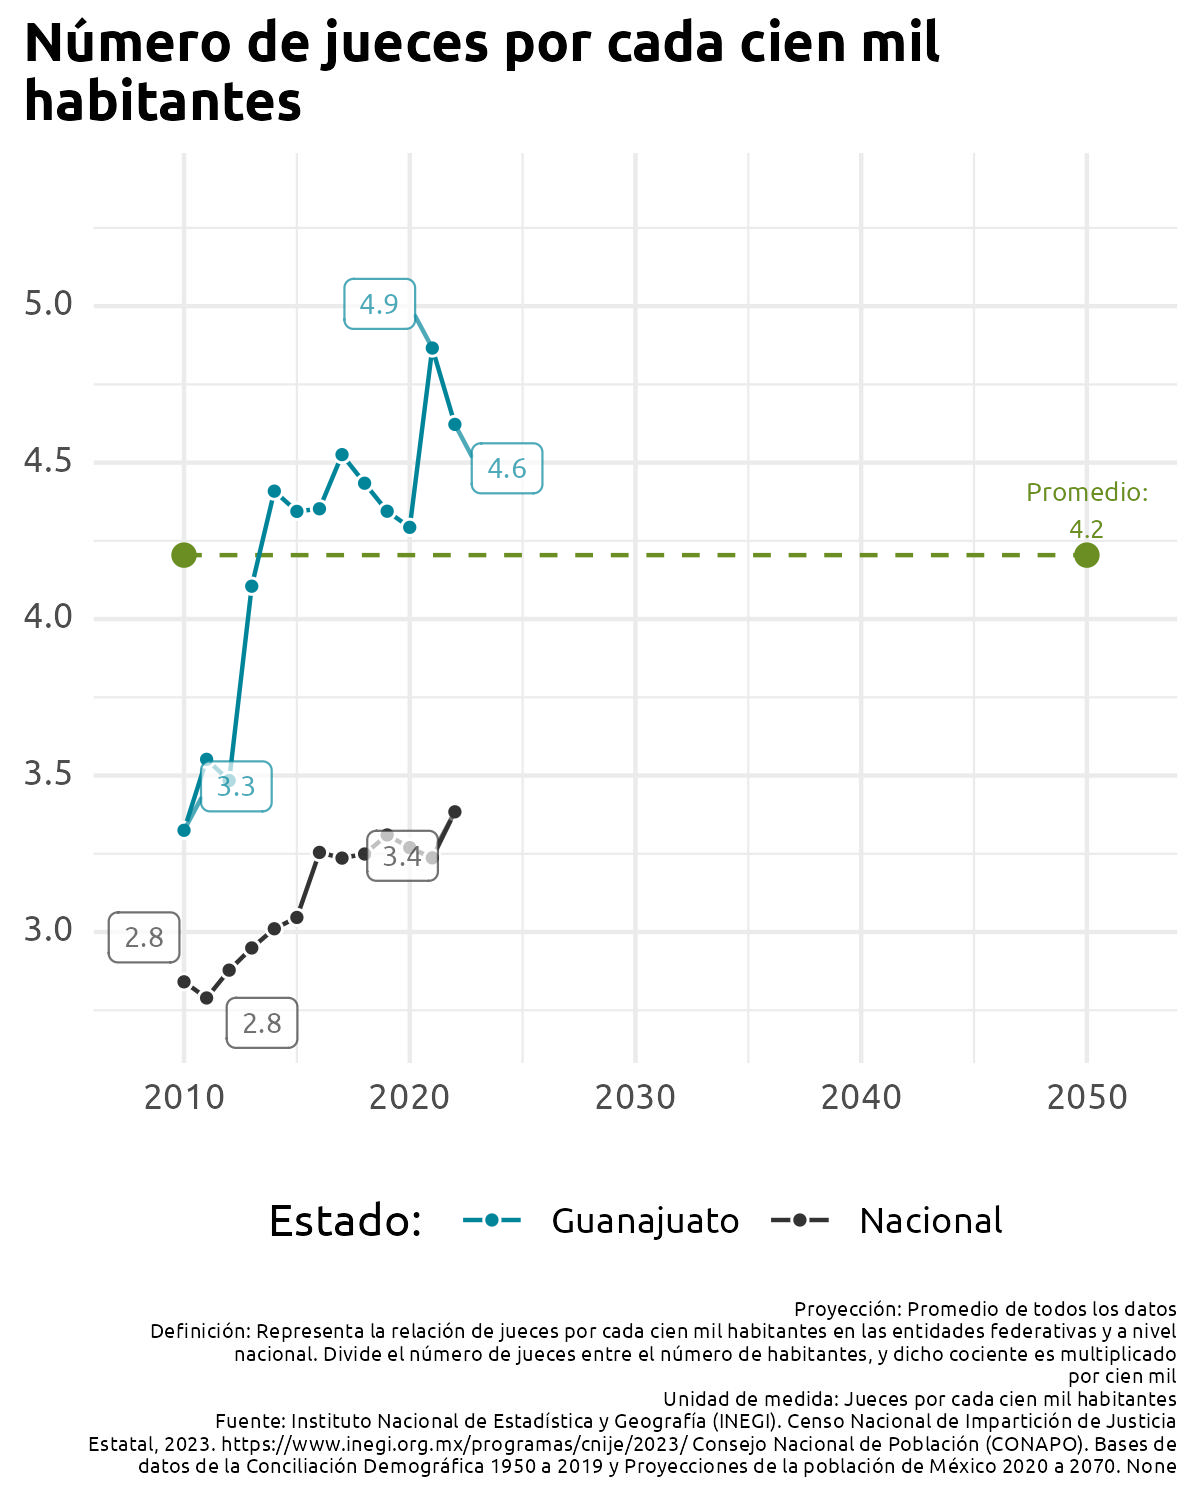 Número de jueces por cada cien mil
habitantes
5.0
4.5
4.0
3.5
3.0
4.9
4.6
Promedio:
4.2
3.3
3.4
2.8
2.8
2010 2020 2030 2040 2050
Estado: Guanajuato Nacional
Proyección: Promedio de todos los datos
Definición: Representa la relación de jueces por cada cien mil habitantes en las entidades federativas y a nivel
nacional. Divide el número de jueces entre el número de habitantes, y dicho cociente es multiplicado
por cien mil
Unidad de medida: Jueces por cada cien mil habitantes
Fuente: Instituto Nacional de Estadística y Geografía (INEGI). Censo Nacional de Impartición de Justicia
Estatal, 2023. https://www.inegi.org.mx/programas/cnije/2023/ Consejo Nacional de Población (CONAPO). Bases de
datos de la Conciliación Demográfica 1950 a 2019 y Proyecciones de la población de México 2020 a 2070. None